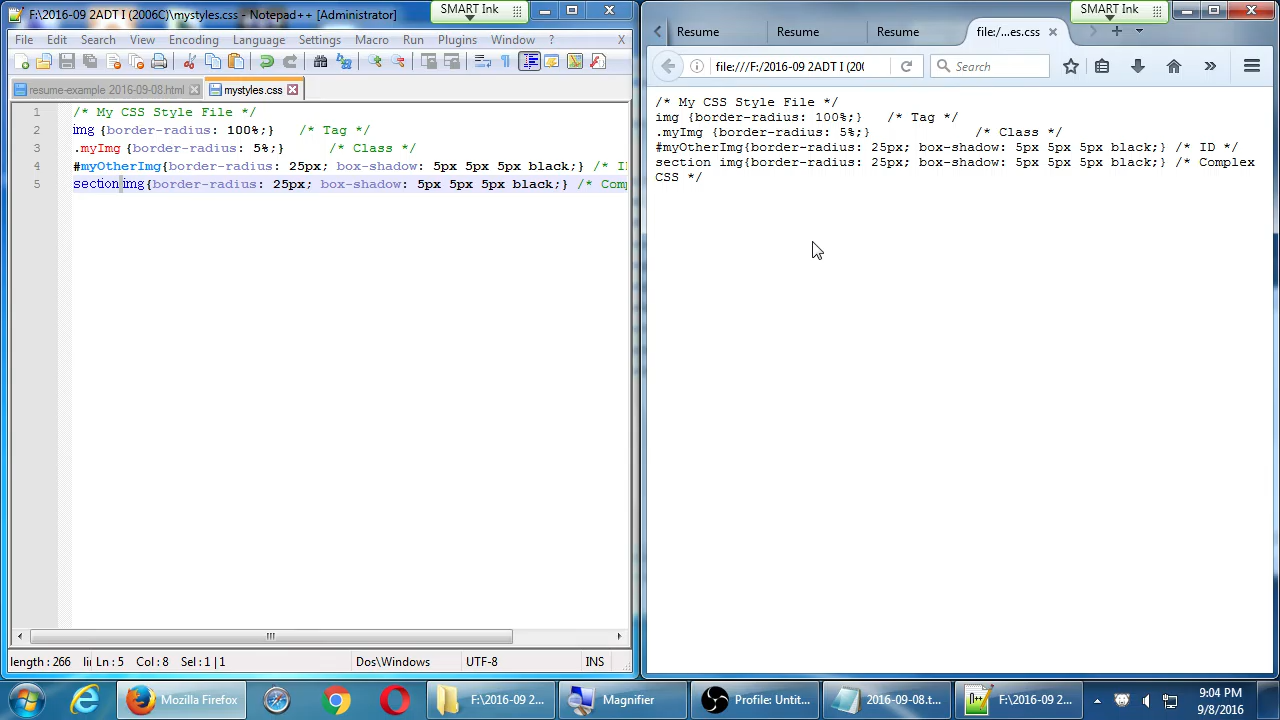 F:\2016-09 2ADT I (2006C)\mystyles.css - Notepad++ [Administrator]
SMART Ink
File Edit Search View Encoding Language Settings Macro Run Plugins Window ? X
resume-example 2016-09-08.html
mystyles.css
1 /* My CSS Style File */
2 img {border-radius: 100%;} /* Tag */
3 .myImg {border-radius: 5%;} /* Class */
4 #myOtherImg{border-radius: 25px; box-shadow: 5px 5px 5px black;} /* I
5 section img{border-radius: 25px; box-shadow: 5px 5px 5px black;} /* Com
length : 266 li Ln : 5 Col : 8 Sel : 1 | 1 Dos\Windows UTF-8 INS
SMART Ink
Resume
Resume
Resume
file:/...es.css
file:///F:/2016-09 2ADT I (200
Search
/* My CSS Style File */
img {border-radius: 100%;} /* Tag */
.myImg {border-radius: 5%;} /* Class */
#myOtherImg{border-radius: 25px; box-shadow: 5px 5px 5px black;} /* ID */
section img{border-radius: 25px; box-shadow: 5px 5px 5px black;} /* Complex
CSS */
Mozilla Firefox
F:\2016-09 2...
Magnifier
Profile: Untit...
2016-09-08.t...
F:\2016-09 2...
9:04 PM
9/8/2016